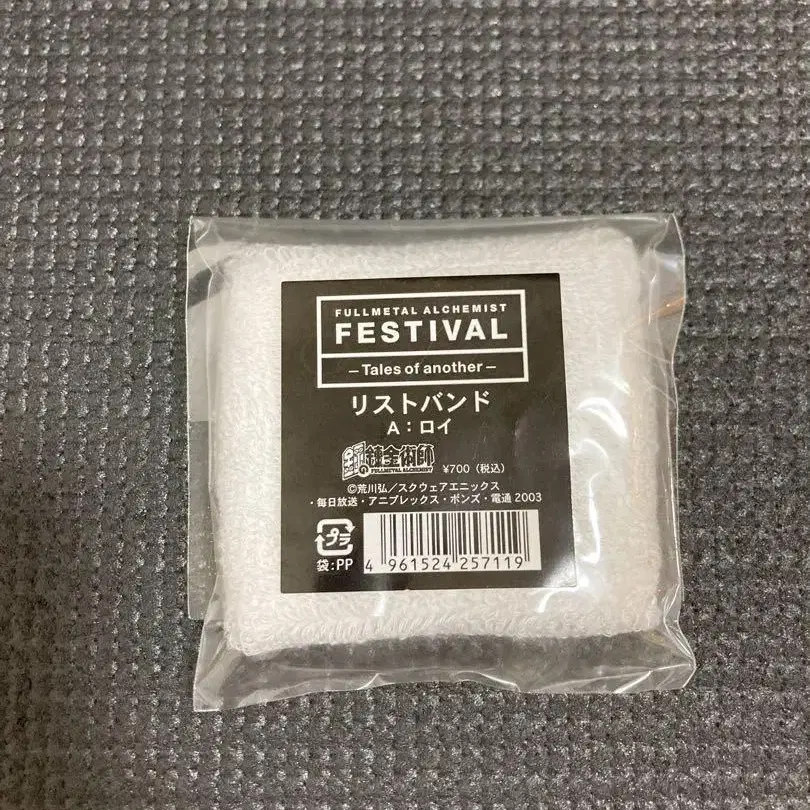 FULLMETAL ALCHEMIST
FESTIVAL
– Tales of another –
リストバンド
A：ロイ
鋼の錬金術師
FULLMETAL ALCHEMIST
¥700（税込）
©荒川弘／スクウェアエニックス
・毎日放送・アニプレックス・ボンズ・電通 2003
プラ
袋:PP
4 961524 257119